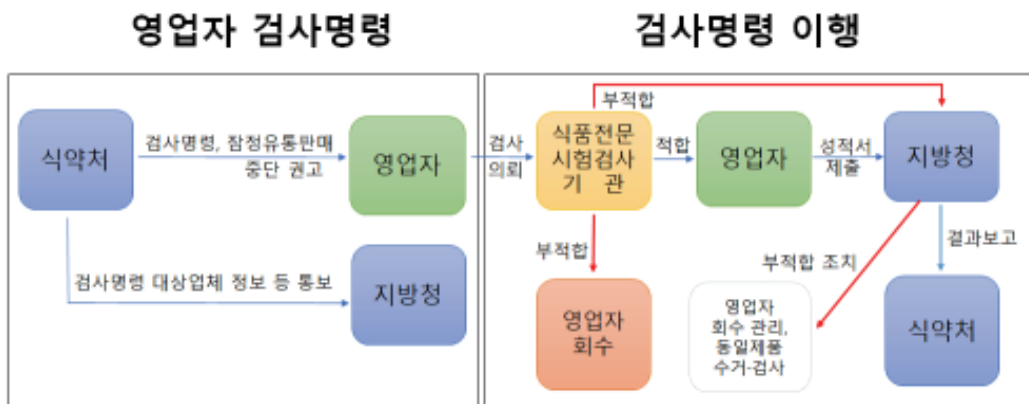 영업자 검사명령
검사명령 이행
식약처
검사명령, 잠정유통판매
중단 권고
영업자
검사명령 대상업체 정보 등 통보
지방청
검사
의뢰
부적합
식품전문
시험검사
기 관
적합
영업자
성적서
제출
지방청
부적합
영업자
회수
부적합 조치
영업자
회수 관리,
동일제품
수거·검사
결과보고
식약처